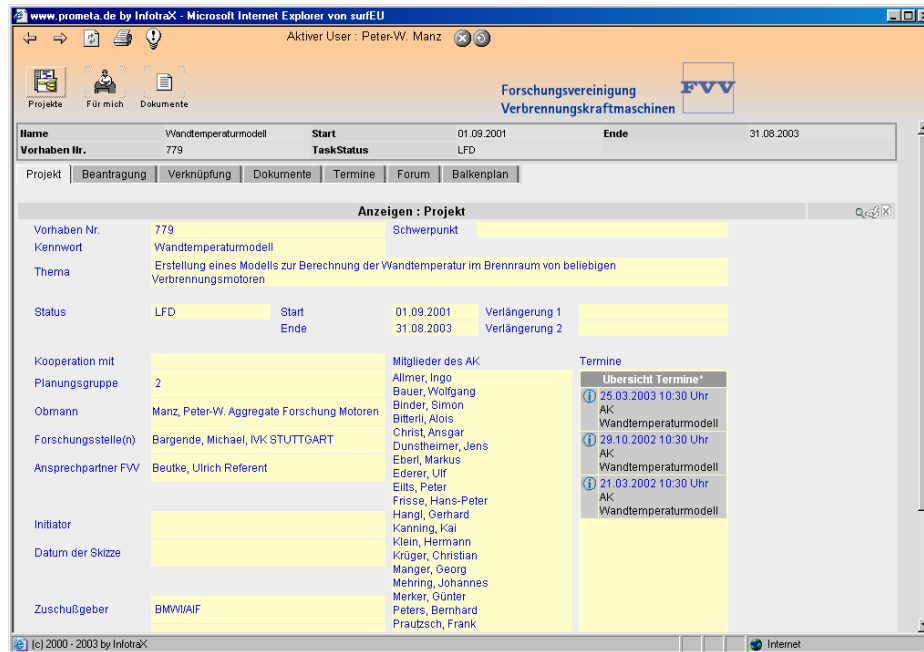 www.prometa.de by InfotraX - Microsoft Internet Explorer von surfEU
Aktiver User : Peter-W. Manz
Projekte Für mich Dokumente
Forschungsvereinigung
Verbrennungskraftmaschinen
FVV
Name Wandtemperaturmodell Start 01.09.2001 Ende 31.08.2003
Vorhaben Nr. 779 TaskStatus LFD
Projekt Beantragung Verknüpfung Dokumente Termine Forum Balkenplan
Anzeigen : Projekt
Vorhaben Nr. 779 Schwerpunkt
Kennwort Wandtemperaturmodell
Thema Erstellung eines Modells zur Berechnung der Wandtemperatur im Brennraum von beliebigen
Verbrennungsmotoren
Status LFD Start 01.09.2001 Verlängerung 1
Ende 31.08.2003 Verlängerung 2
Kooperation mit
Planungsgruppe 2
Obmann Manz, Peter-W. Aggregate Forschung Motoren
Forschungsstelle(n) Bargende, Michael, IVK STUTTGART
Ansprechpartner FVV Beutke, Ulrich Referent
Initiator
Datum der Skizze
Zuschußgeber BMWI/AIF
Mitglieder des AK
Allmer, Ingo
Bauer, Wolfgang
Binder, Simon
Bitterli, Alois
Christ, Ansgar
Dunstheimer, Jens
Eberl, Markus
Ederer, Ulf
Eilts, Peter
Frisse, Hans-Peter
Hangl, Gerhard
Kanning, Kai
Klein, Hermann
Krüger, Christian
Manger, Georg
Mehring, Johannes
Merker, Günter
Peters, Bernhard
Prautzsch, Frank
Termine
Übersicht Termine*
25.03.2003 10:30 Uhr
AK
Wandtemperaturmodell
29.10.2002 10:30 Uhr
AK
Wandtemperaturmodell
21.03.2002 10:30 Uhr
AK
Wandtemperaturmodell
(c) 2000 - 2003 by InfotraX Internet